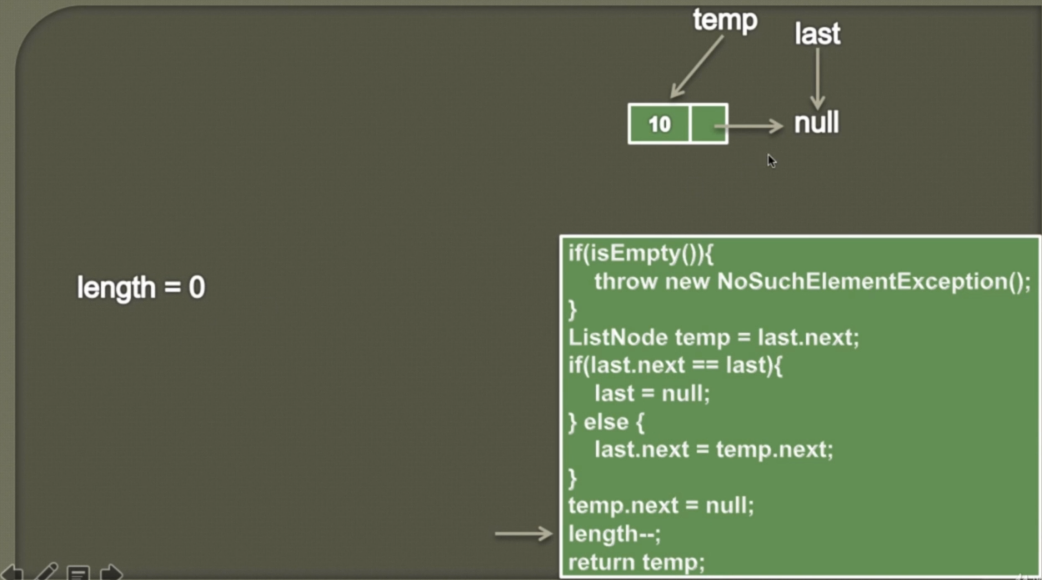 temp
last
10
null
length = 0
if(isEmpty()){
throw new NoSuchElementException();
}
ListNode temp = last.next;
if(last.next == last){
last = null;
} else {
last.next = temp.next;
}
temp.next = null;
length--;
return temp;